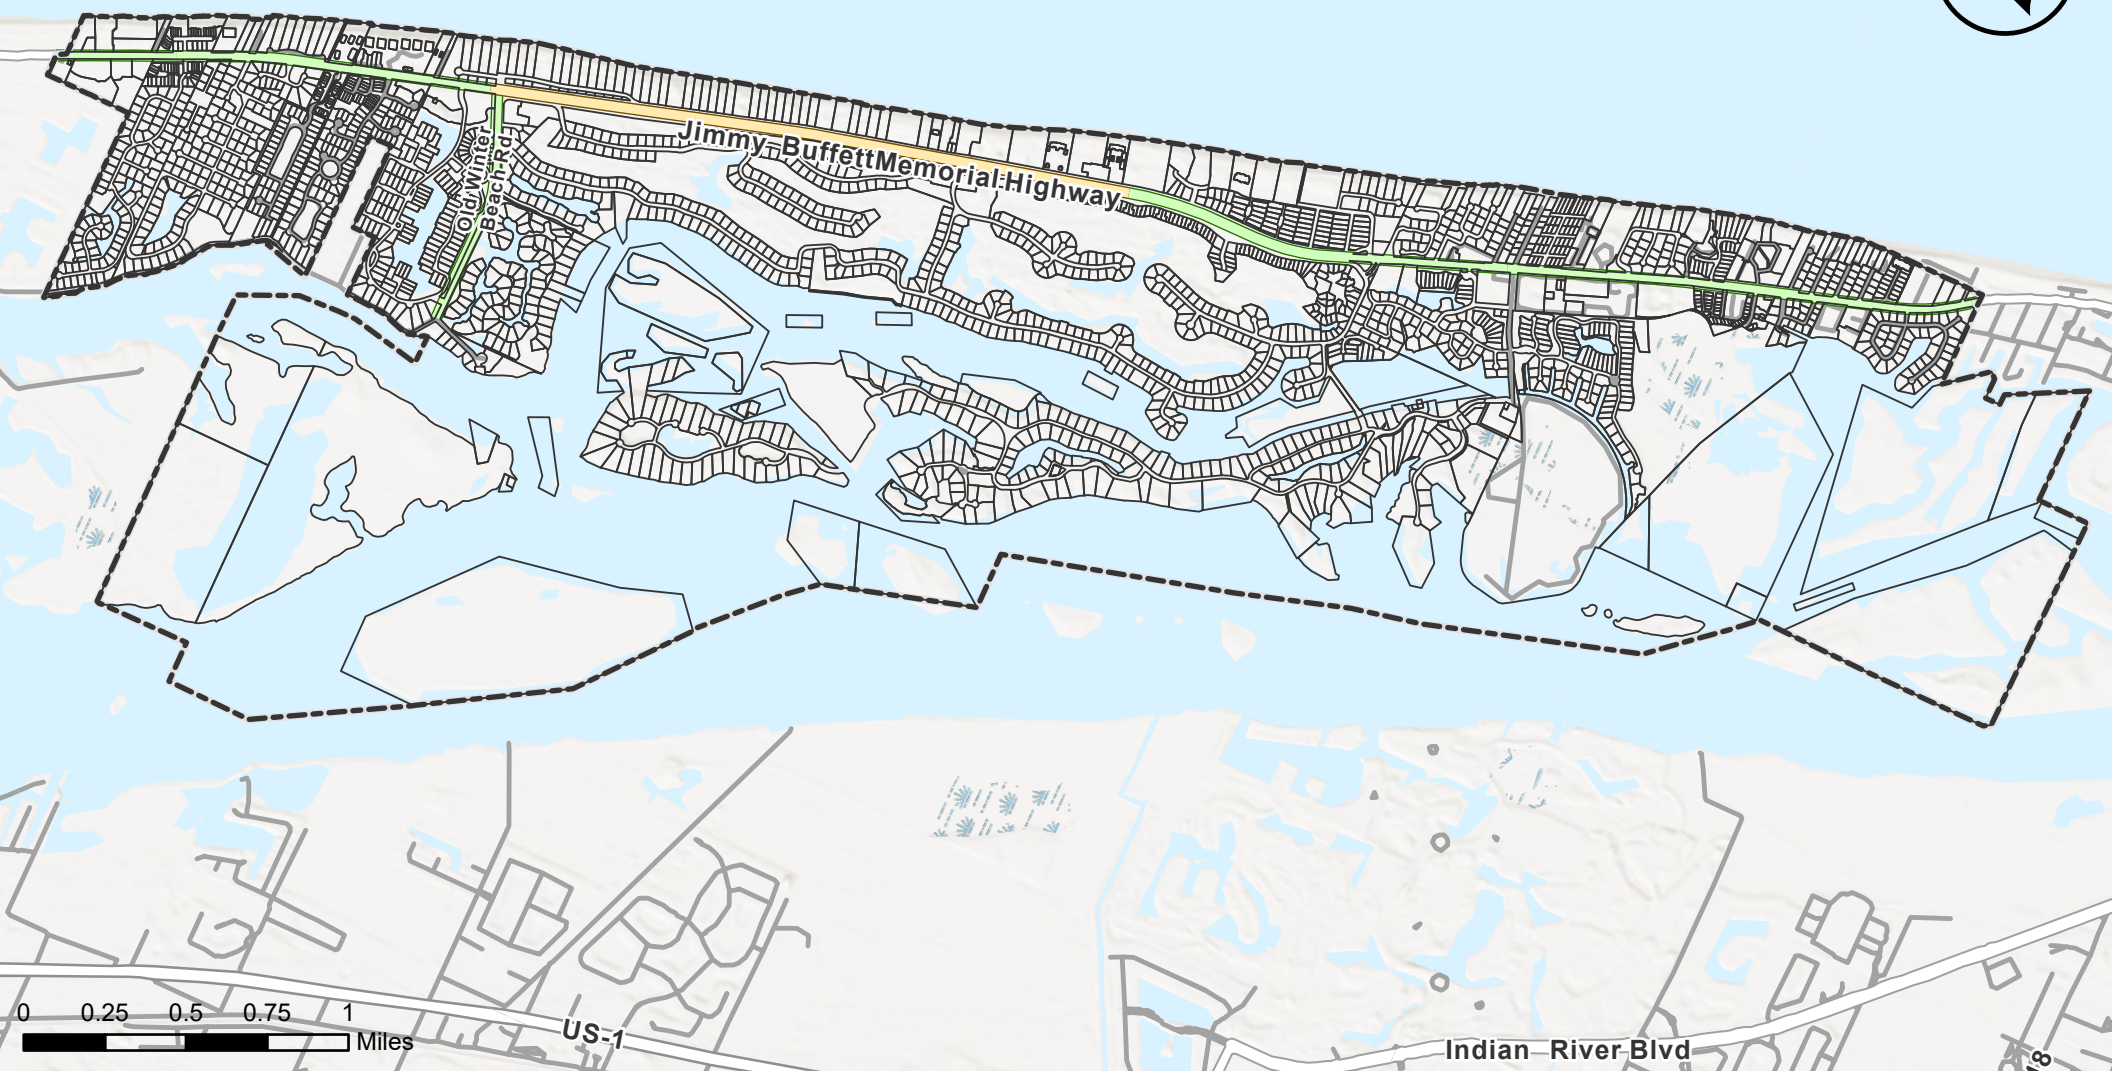 Jimmy Buffett Memorial Highway
Old Winter
Beach Rd
0 0.25 0.5 0.75 1
Miles
US-1
Indian River Blvd